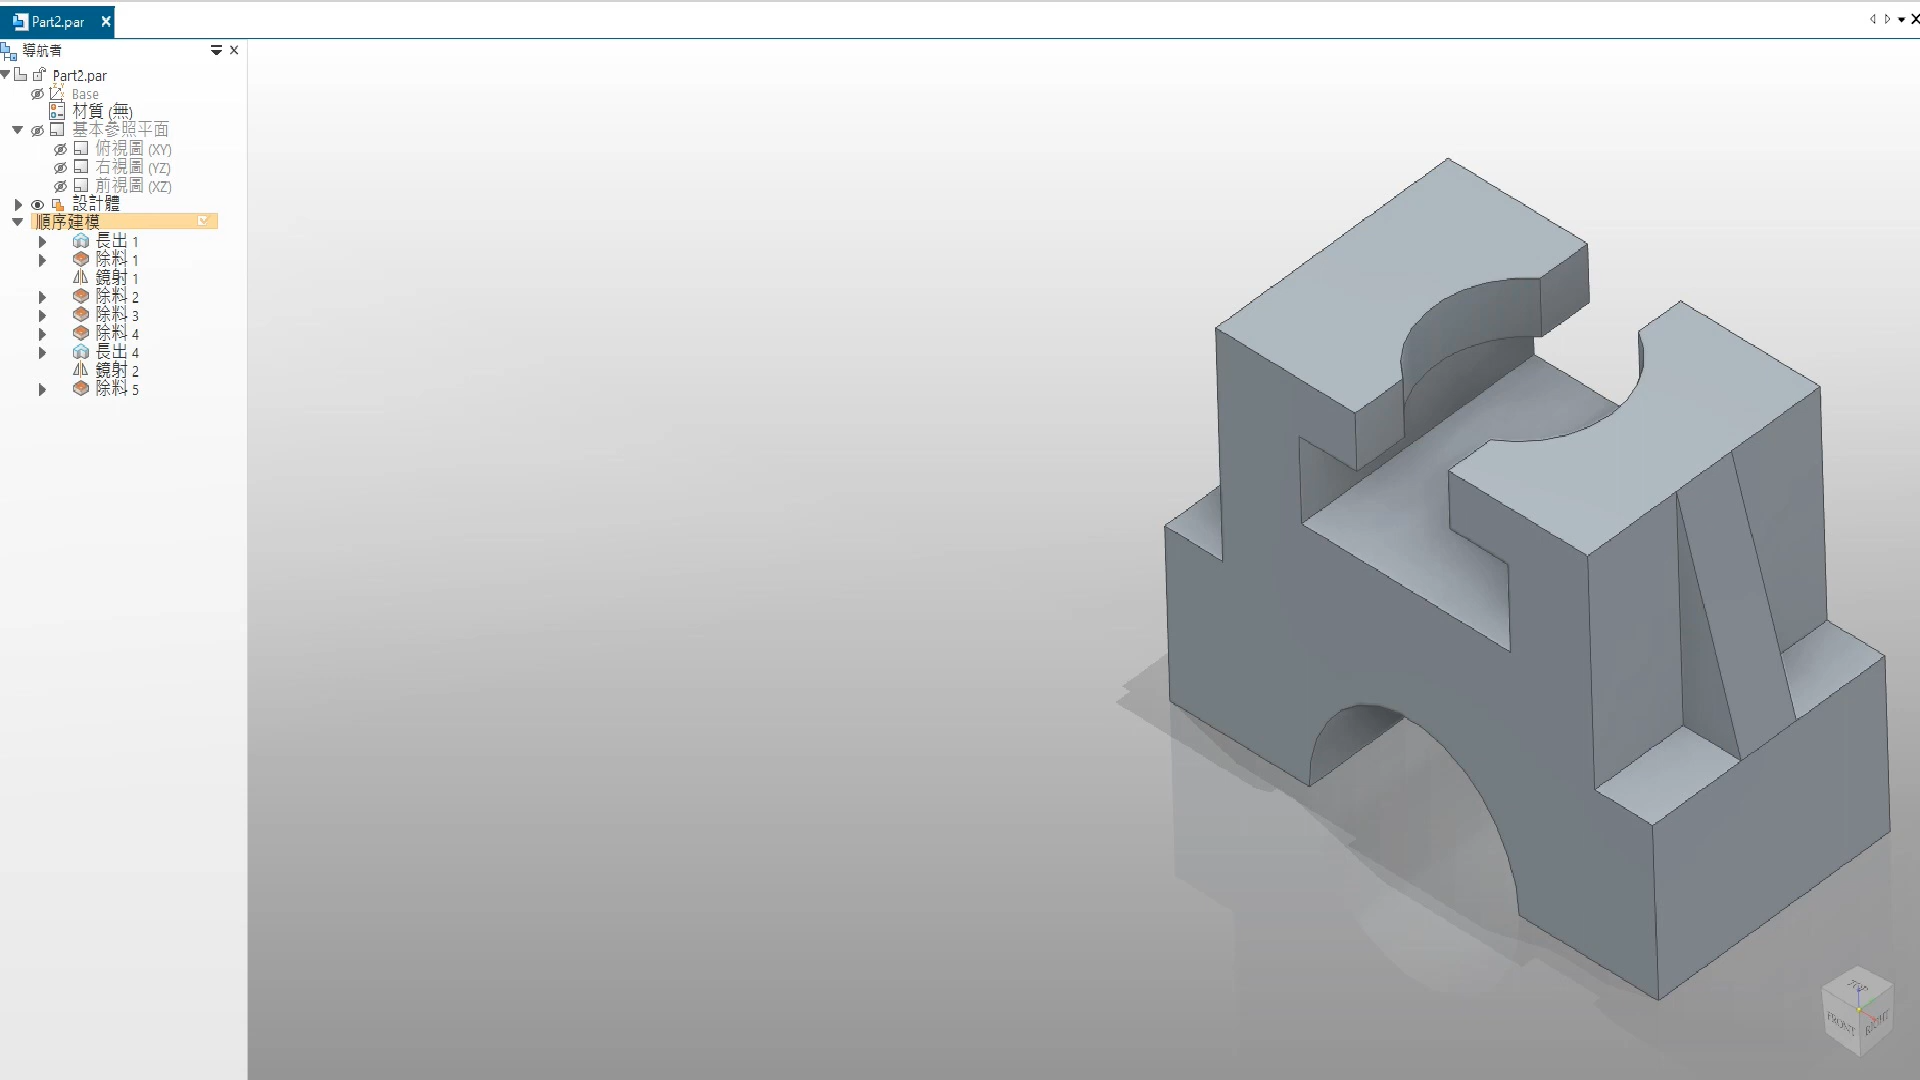 Part2.par
導航者
Part2.par
Base
材質 (無)
基本參照平面
俯視圖 (XY)
右視圖 (YZ)
前視圖 (XZ)
設計體
順序建模
長出 1
除料 1
鏡射 1
除料 2
除料 3
除料 4
長出 4
鏡射 2
除料 5
TOP
FRONT
RIGHT